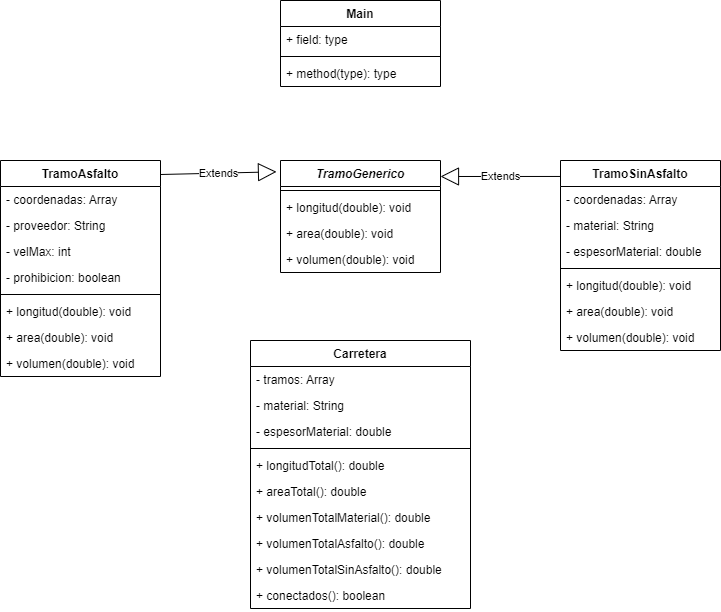 Main
+ field: type
+ method(type): type
TramoAsfalto
- coordenadas: Array
- proveedor: String
- velMax: int
- prohibicion: boolean
+ longitud(double): void
+ area(double): void
+ volumen(double): void
Extends
TramoGenerico
+ longitud(double): void
+ area(double): void
+ volumen(double): void
Extends
TramoSinAsfalto
- coordenadas: Array
- material: String
- espesorMaterial: double
+ longitud(double): void
+ area(double): void
+ volumen(double): void
Carretera
- tramos: Array
- material: String
- espesorMaterial: double
+ longitudTotal(): double
+ areaTotal(): double
+ volumenTotalMaterial(): double
+ volumenTotalAsfalto(): double
+ volumenTotalSinAsfalto(): double
+ conectados(): boolean